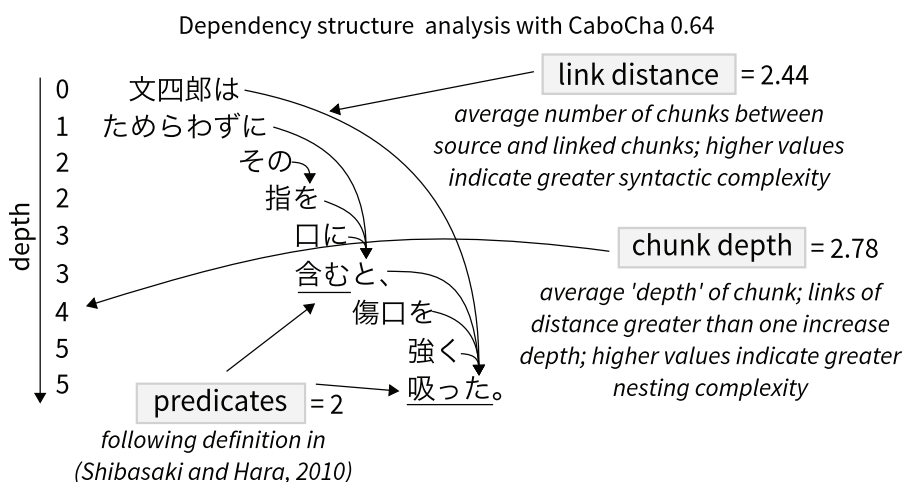 Dependency structure analysis with CaboCha 0.64
link distance = 2.44
average number of chunks between
source and linked chunks; higher values
indicate greater syntactic complexity
depth
0 文四郎は
1 ためらわずに
2 その
2 指を
3 口に
3 含むと、
4 傷口を
5 強く
5 吸った。
chunk depth = 2.78
average 'depth' of chunk; links of
distance greater than one increase
depth; higher values indicate greater
nesting complexity
predicates = 2
following definition in
(Shibasaki and Hara, 2010)